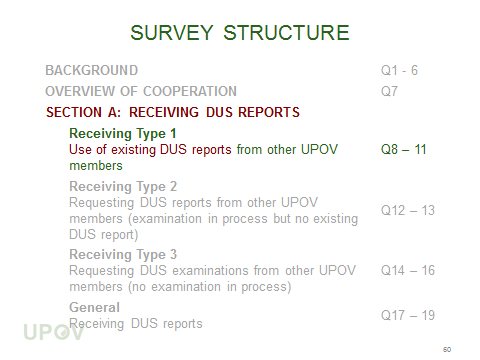 SURVEY STRUCTURE
BACKGROUND Q1 - 6
OVERVIEW OF COOPERATION Q7
SECTION A: RECEIVING DUS REPORTS
Receiving Type 1
Use of existing DUS reports from other UPOV
members
Q8 – 11
Receiving Type 2
Requesting DUS reports from other UPOV
members (examination in process but no existing
DUS report)
Q12 – 13
Receiving Type 3
Requesting DUS examinations from other UPOV
members (no examination in process)
Q14 – 16
General
Receiving DUS reports
Q17 – 19
UPOV
60